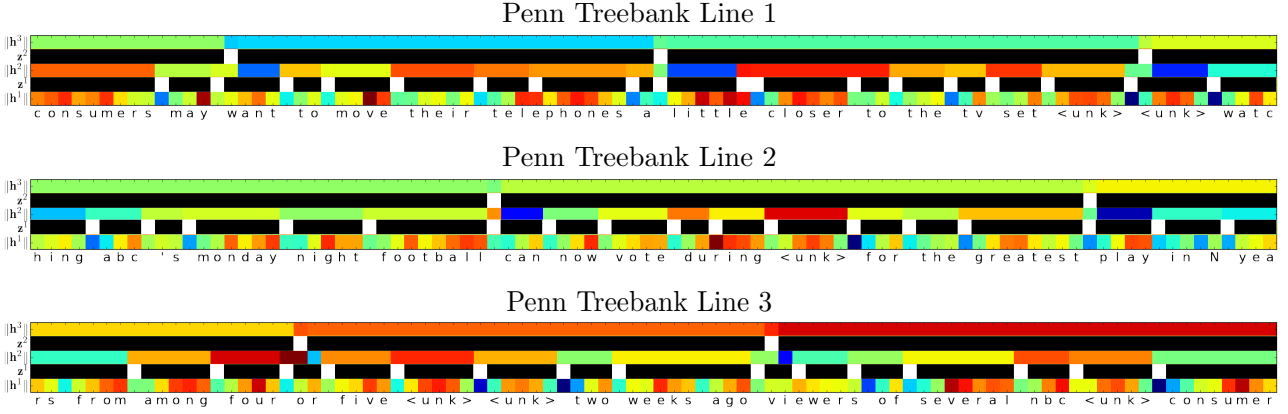 Penn Treebank Line 1
‖h³‖
z²
‖h²‖
z¹
‖h¹‖
consumers may want to move their telephones a little closer to the tv set <unk> <unk> watc
Penn Treebank Line 2
‖h³‖
z²
‖h²‖
z¹
‖h¹‖
hing abc 's monday night football can now vote during <unk> for the greatest play in N yea
Penn Treebank Line 3
‖h³‖
z²
‖h²‖
z¹
‖h¹‖
rs from among four or five <unk> <unk> two weeks ago viewers of several nbc <unk> consumer